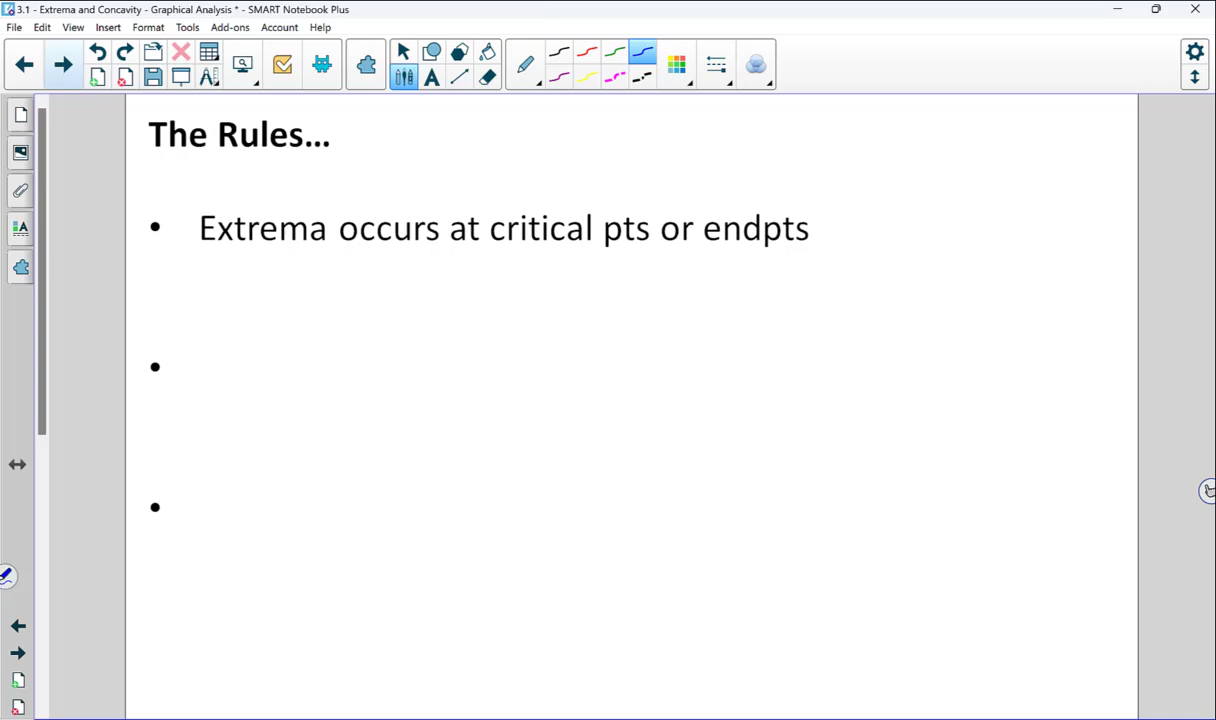 3.1 - Extrema and Concavity - Graphical Analysis * - SMART Notebook Plus
File Edit View Insert Format Tools Add-ons Account Help
The Rules...
• Extrema occurs at critical pts or endpts
•
•